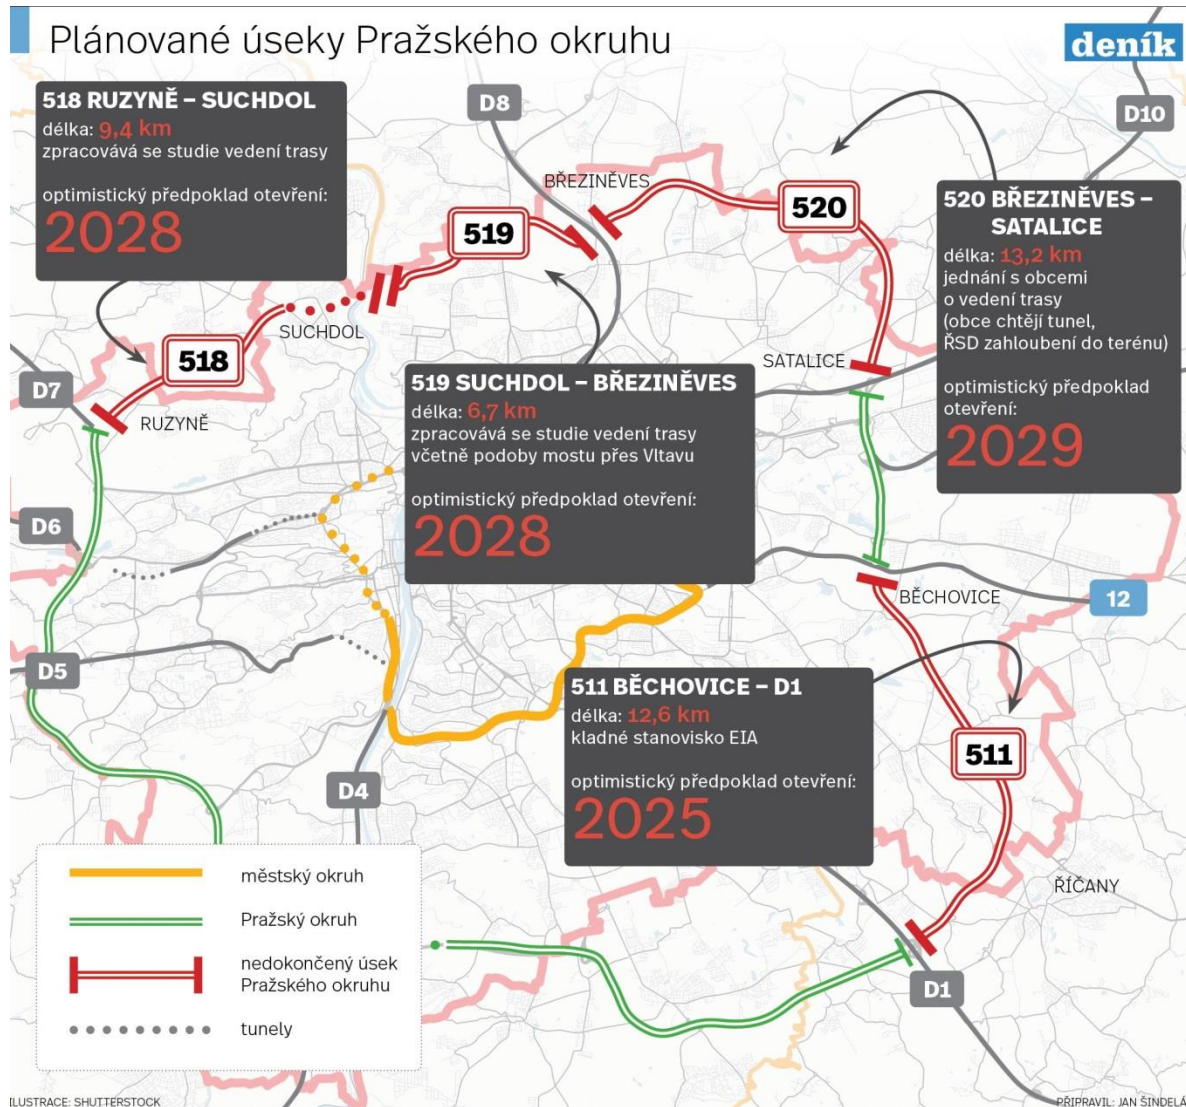 Plánované úseky Pražského okruhu
deník
518 RUZYNĚ – SUCHDOL
délka: 9,4 km
zpracovává se studie vedení trasy
optimistický předpoklad otevření:
2028
D8
D10
BŘEZINĚVES
520
519
520 BŘEZINĚVES –
SATALICE
délka: 13,2 km
jednání s obcemi
o vedení trasy
(obce chtějí tunel,
ŘSD zahloubení do terénu)
optimistický předpoklad
otevření:
2029
SUCHDOL
518
D7
RUZYNĚ
SATALICE
519 SUCHDOL – BŘEZINĚVES
délka: 6,7 km
zpracovává se studie vedení trasy
včetně podoby mostu přes Vltavu
optimistický předpoklad otevření:
2028
D6
BĚCHOVICE
12
D5
511 BĚCHOVICE – D1
délka: 12,6 km
kladné stanovisko EIA
optimistický předpoklad otevření:
2025
511
D4
ŘÍČANY
městský okruh
Pražský okruh
nedokončený úsek
Pražského okruhu
tunely
D1
ILUSTRACE: SHUTTERSTOCK
PŘIPRAVIL: JAN ŠINDELÁ